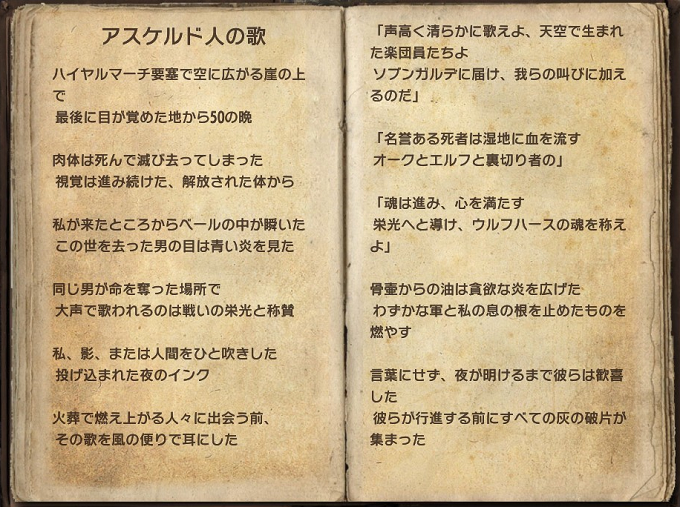 アスケルド人の歌
ハイヤルマーチ要塞で空に広がる崖の上
で
最後に目が覚めた地から50の晩
肉体は死んで滅び去ってしまった
視覚は進み続けた、解放された体から
私が来たところからベールの中が瞬いた
この世を去った男の目は青い炎を見た
同じ男が命を奪った場所で
大声で歌われるのは戦いの栄光と称賛
私、影、または人間をひと吹きした
投げ込まれた夜のインク
火葬で燃え上がる人々に出会う前、
その歌を風の便りで耳にした
「声高く清らかに歌えよ、天空で生まれ
た楽団員たちよ
ソブンガルデに届け、我らの叫びに加え
るのだ」
「名誉ある死者は湿地に血を流す
オークとエルフと裏切り者の」
「魂は進み、心を満たす
栄光へと導け、ウルフハースの魂を称え
よ」
骨壷からの油は貪欲な炎を広げた
わずかな軍と私の息の根を止めたものを
燃やす
言葉にせず、夜が明けるまで彼らは歓喜
した
彼らが行進する前にすべての灰の破片が
集まった